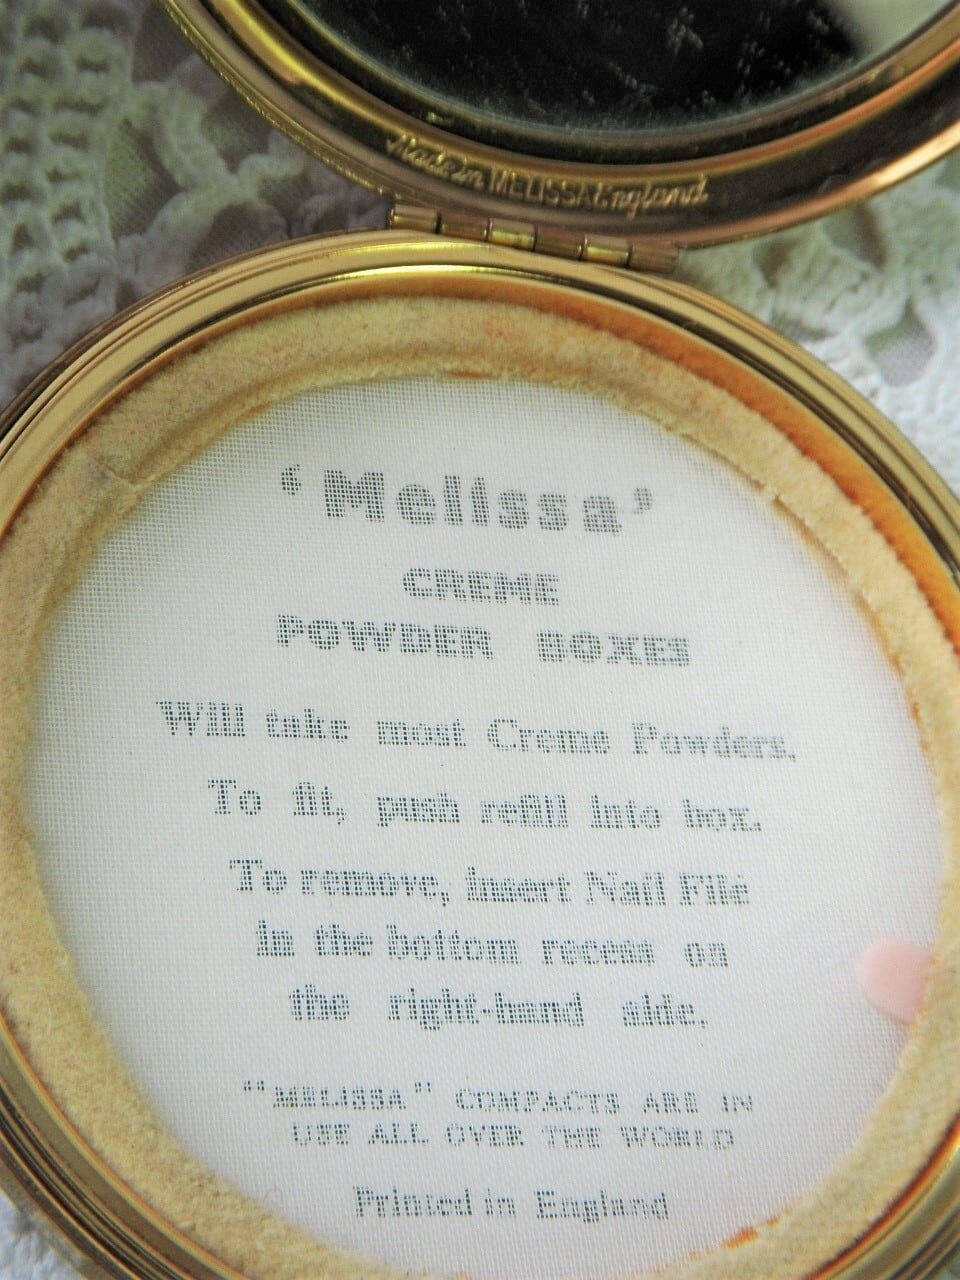 Made in MELISSA England
‘Melissa’
CREME
POWDER BOXES
Will take most Creme Powders.
To fit, push refill into box.
To remove, insert Nail File
in the bottom recess on
the right-hand side.
“MELISSA” COMPACTS ARE IN
USE ALL OVER THE WORLD
Printed in England